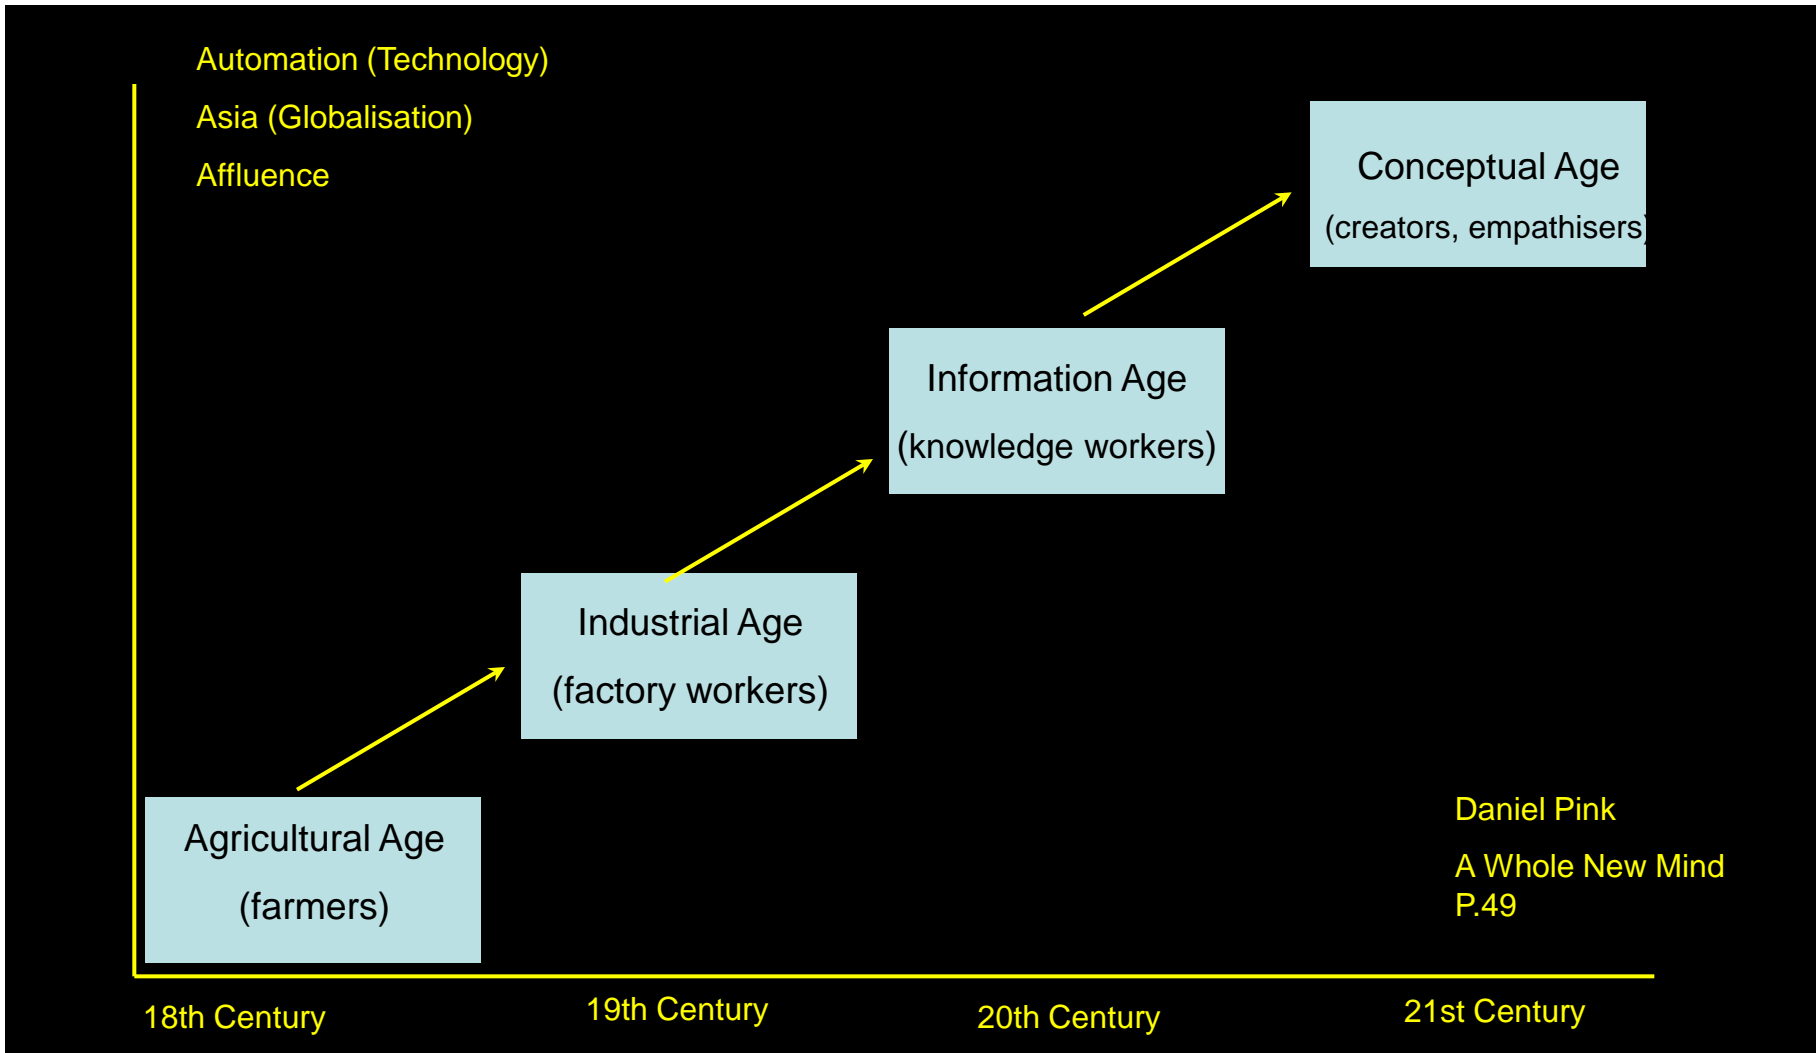 Automation (Technology)
Asia (Globalisation)
Affluence
Conceptual Age
(creators, empathisers)
Information Age
(knowledge workers)
Industrial Age
(factory workers)
Agricultural Age
(farmers)
Daniel Pink
A Whole New Mind
P.49
18th Century
19th Century
20th Century
21st Century